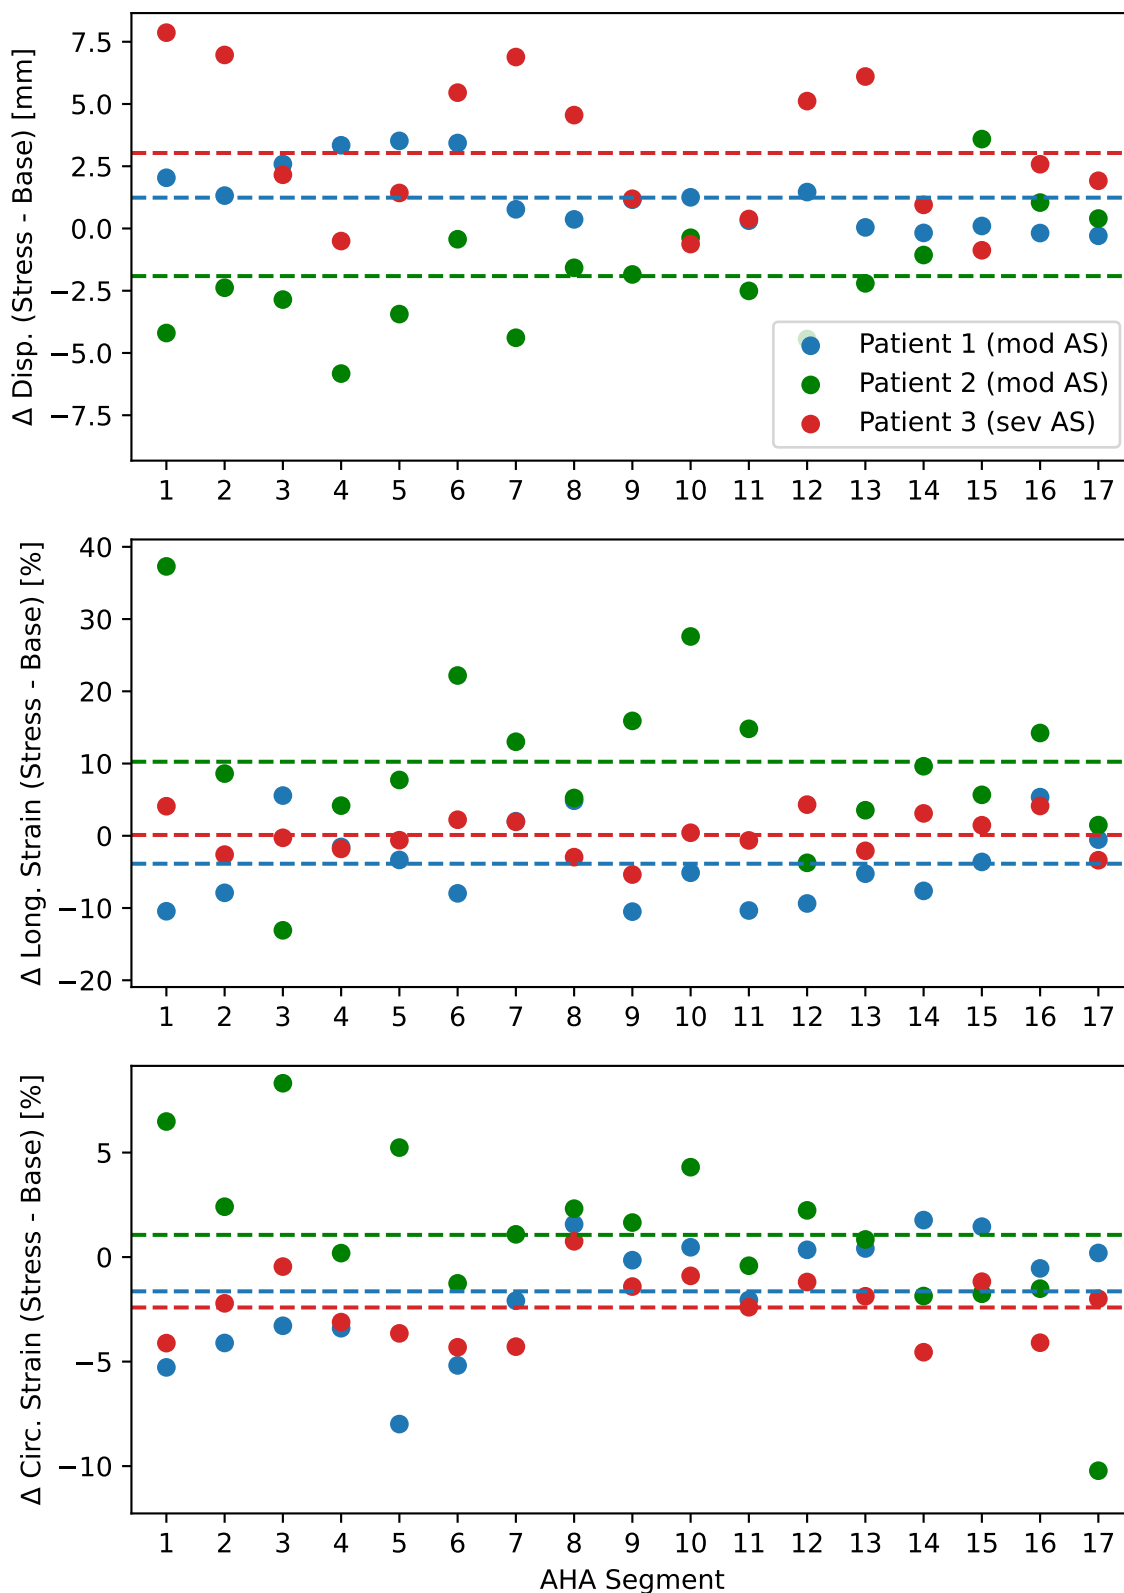 Δ Disp. (Stress - Base) [mm]
7.5
5.0
2.5
0.0
−2.5
−5.0
−7.5
Patient 1 (mod AS)
Patient 2 (mod AS)
Patient 3 (sev AS)
1 2 3 4 5 6 7 8 9 10 11 12 13 14 15 16 17
Δ Long. Strain (Stress - Base) [%]
40
30
20
10
0
−10
−20
1 2 3 4 5 6 7 8 9 10 11 12 13 14 15 16 17
Δ Circ. Strain (Stress - Base) [%]
5
0
−5
−10
1 2 3 4 5 6 7 8 9 10 11 12 13 14 15 16 17
AHA Segment